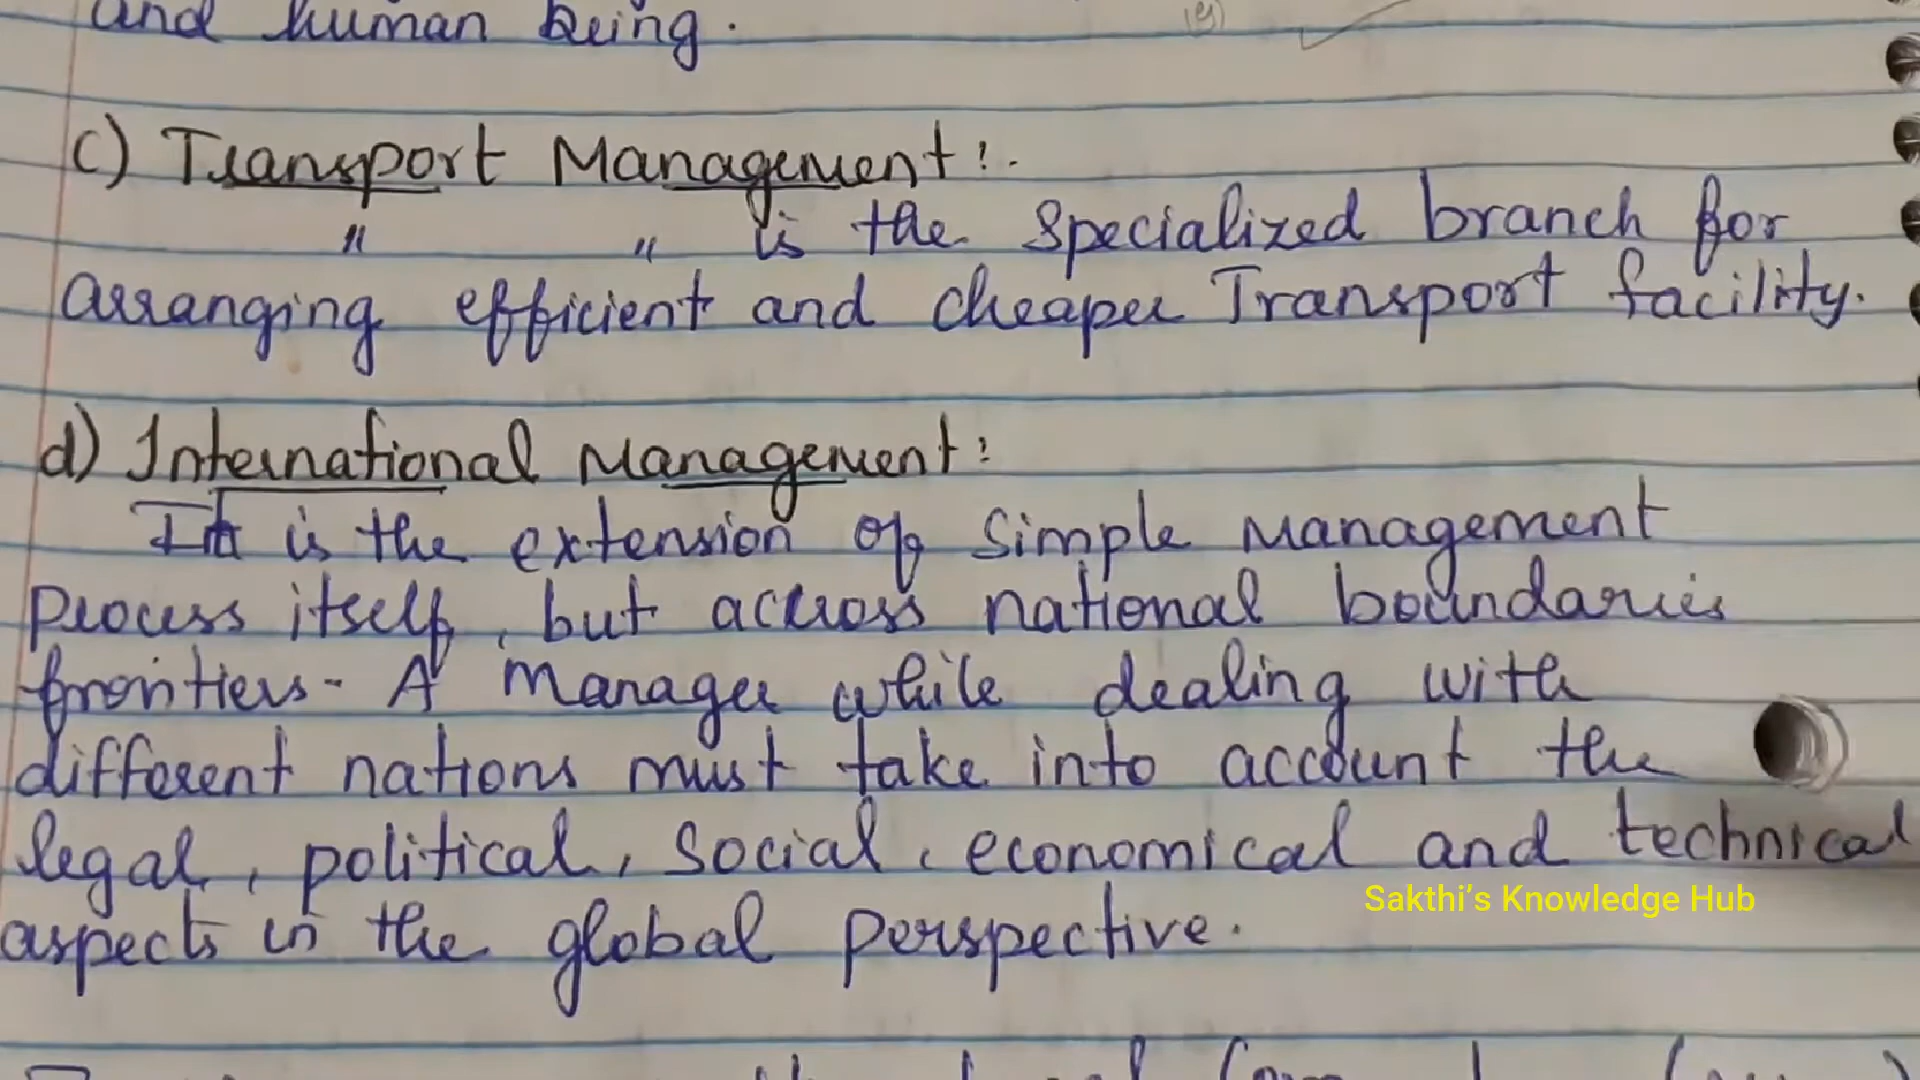 and human being.
c) Transport Management:-
" " is the specialized branch for
arranging efficient and cheaper Transport facility.
d) International Management:
It is the extension of simple Management
process itself, but across national boundaries
frontiers. A manager while dealing with
different nations must take into account the
legal, political, social, economical and technical
Sakthi's Knowledge Hub
aspects in the global perspective.